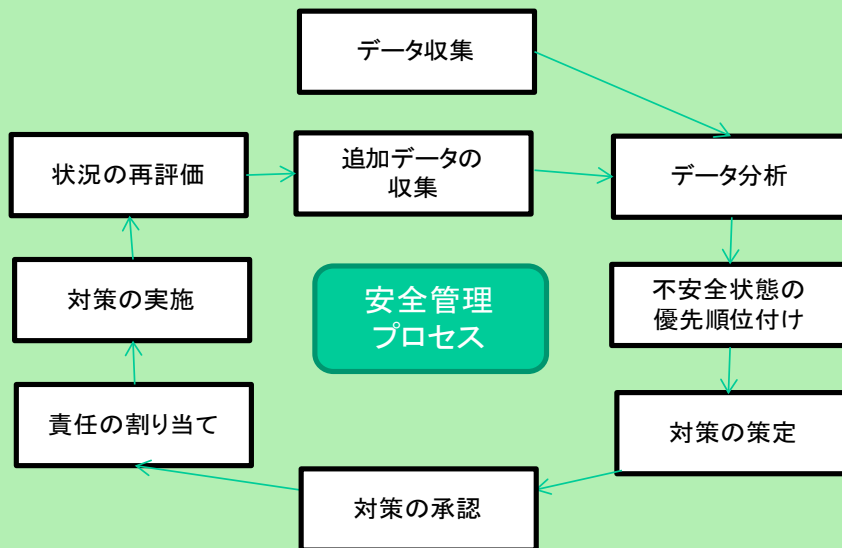 データ収集
状況の再評価
追加データの
収集
データ分析
対策の実施
安全管理
プロセス
不安全状態の
優先順位付け
責任の割り当て
対策の策定
対策の承認